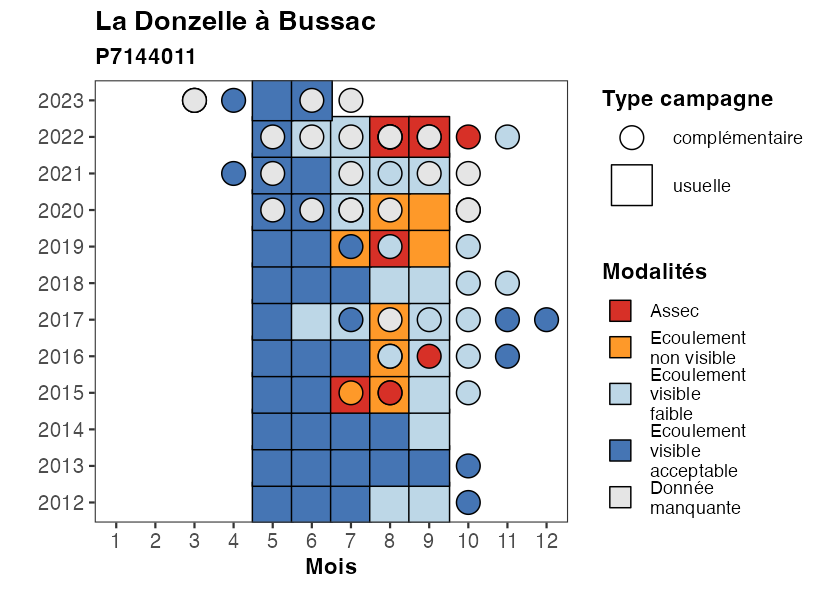 La Donzelle à Bussac
P7144011
2023
2022
2021
2020
2019
2018
2017
2016
2015
2014
2013
2012
1 2 3 4 5 6 7 8 9 10 11 12
Mois
Type campagne
complémentaire
usuelle
Modalités
Assec
Ecoulement
non visible
Ecoulement
visible
faible
Ecoulement
visible
acceptable
Donnée
manquante